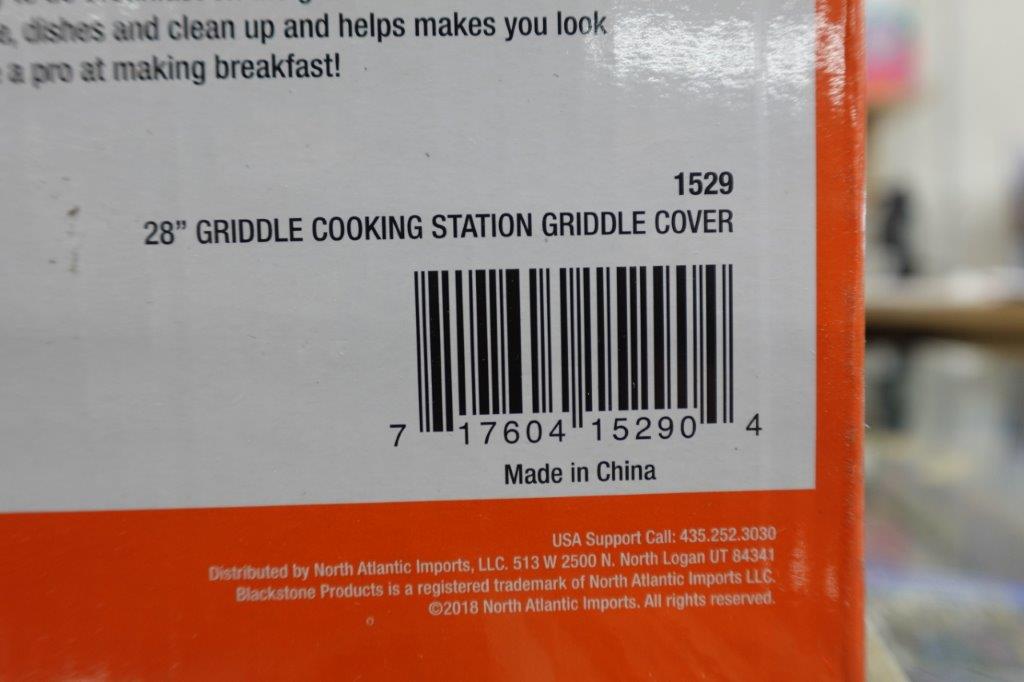 dishes and clean up and helps makes you look
a pro at making breakfast!
1529
28” GRIDDLE COOKING STATION GRIDDLE COVER
7 17604 15290 4
Made in China
USA Support Call: 435.252.3030
Distributed by North Atlantic Imports, LLC. 513 W 2500 N. North Logan UT 84341
Blackstone Products is a registered trademark of North Atlantic Imports LLC.
©2018 North Atlantic Imports. All rights reserved.